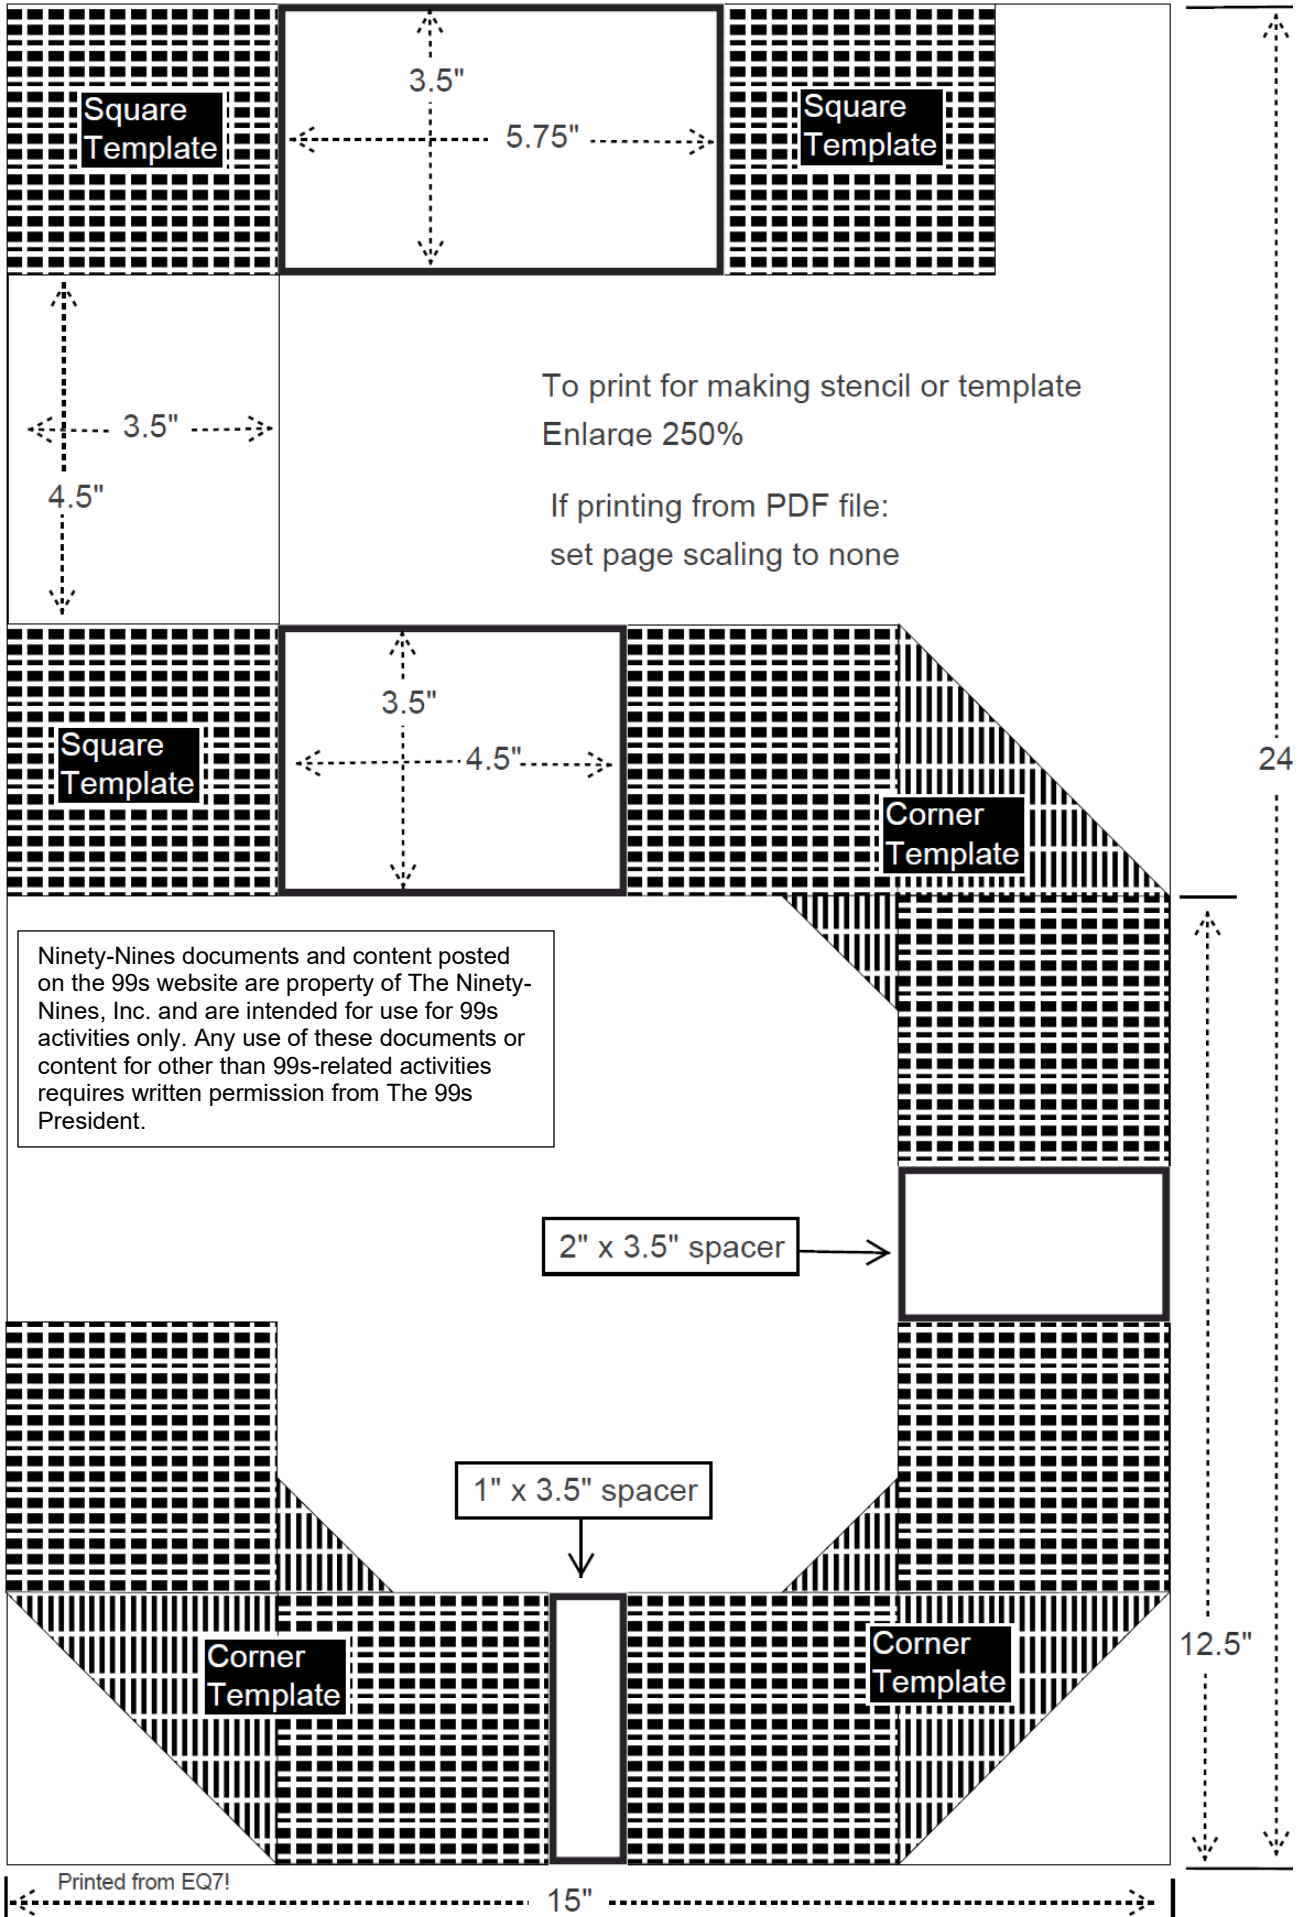 3.5"
5.75"
Square
Template
Square
Template
To print for making stencil or template
Enlarge 250%
If printing from PDF file:
set page scaling to none
3.5"
4.5"
3.5"
4.5"
Square
Template
24
Corner
Template
Ninety-Nines documents and content posted
on the 99s website are property of The Ninety-
Nines, Inc. and are intended for use for 99s
activities only. Any use of these documents or
content for other than 99s-related activities
requires written permission from The 99s
President.
2" x 3.5" spacer
1" x 3.5" spacer
Corner
Template
Corner
Template
12.5"
Printed from EQ7!
15"